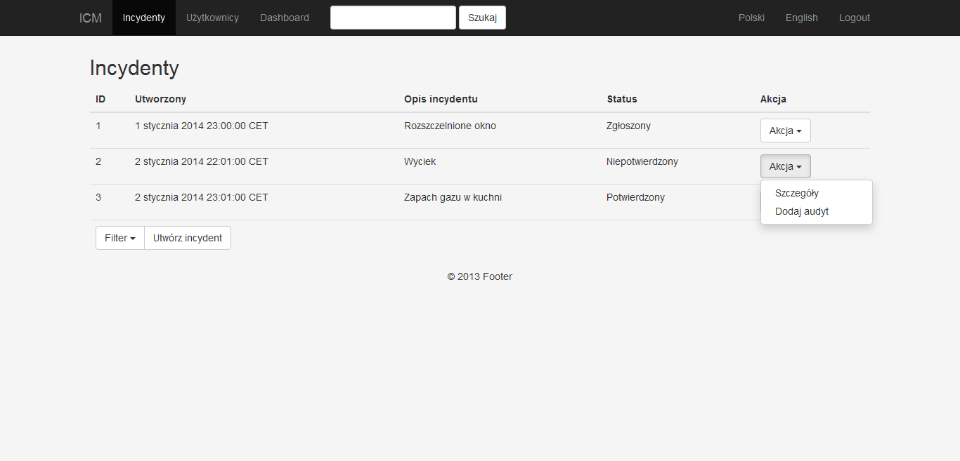 ICM Incydenty Użytkownicy Dashboard Szukaj Polski English Logout
Incydenty
ID Utworzony Opis incydentu Status Akcja
1 1 stycznia 2014 23:00:00 CET Rozszczelnione okno Zgłoszony Akcja
2 2 stycznia 2014 22:01:00 CET Wyciek Niepotwierdzony Akcja
3 2 stycznia 2014 23:01:00 CET Zapach gazu w kuchni Potwierdzony
Szczegóły
Dodaj audyt
Filter Utwórz incydent
© 2013 Footer